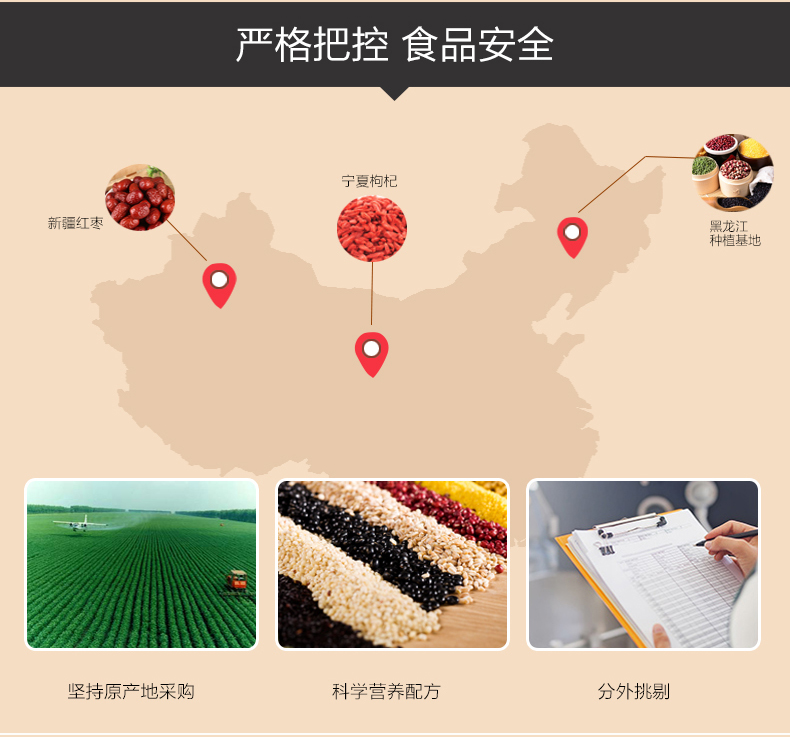 严格把控 食品安全
宁夏枸杞
新疆红枣
黑龙江
种植基地
坚持原产地采购
科学营养配方
分外挑剔